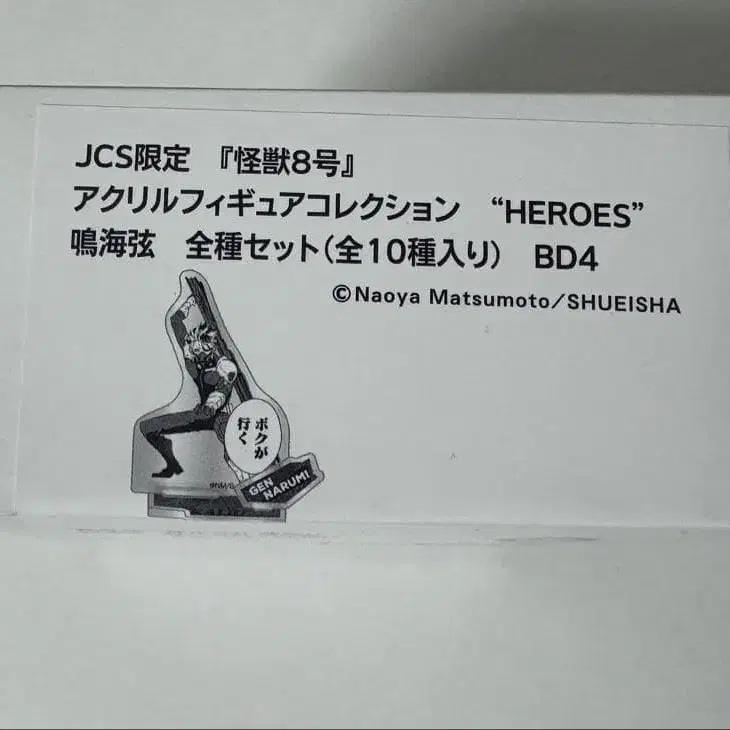 JCS限定 『怪獣8号』
アクリルフィギュアコレクション “HEROES”
鳴海弦 全種セット(全10種入り) BD4
©Naoya Matsumoto/SHUEISHA
ボクが
行く
GEN
NARUMI